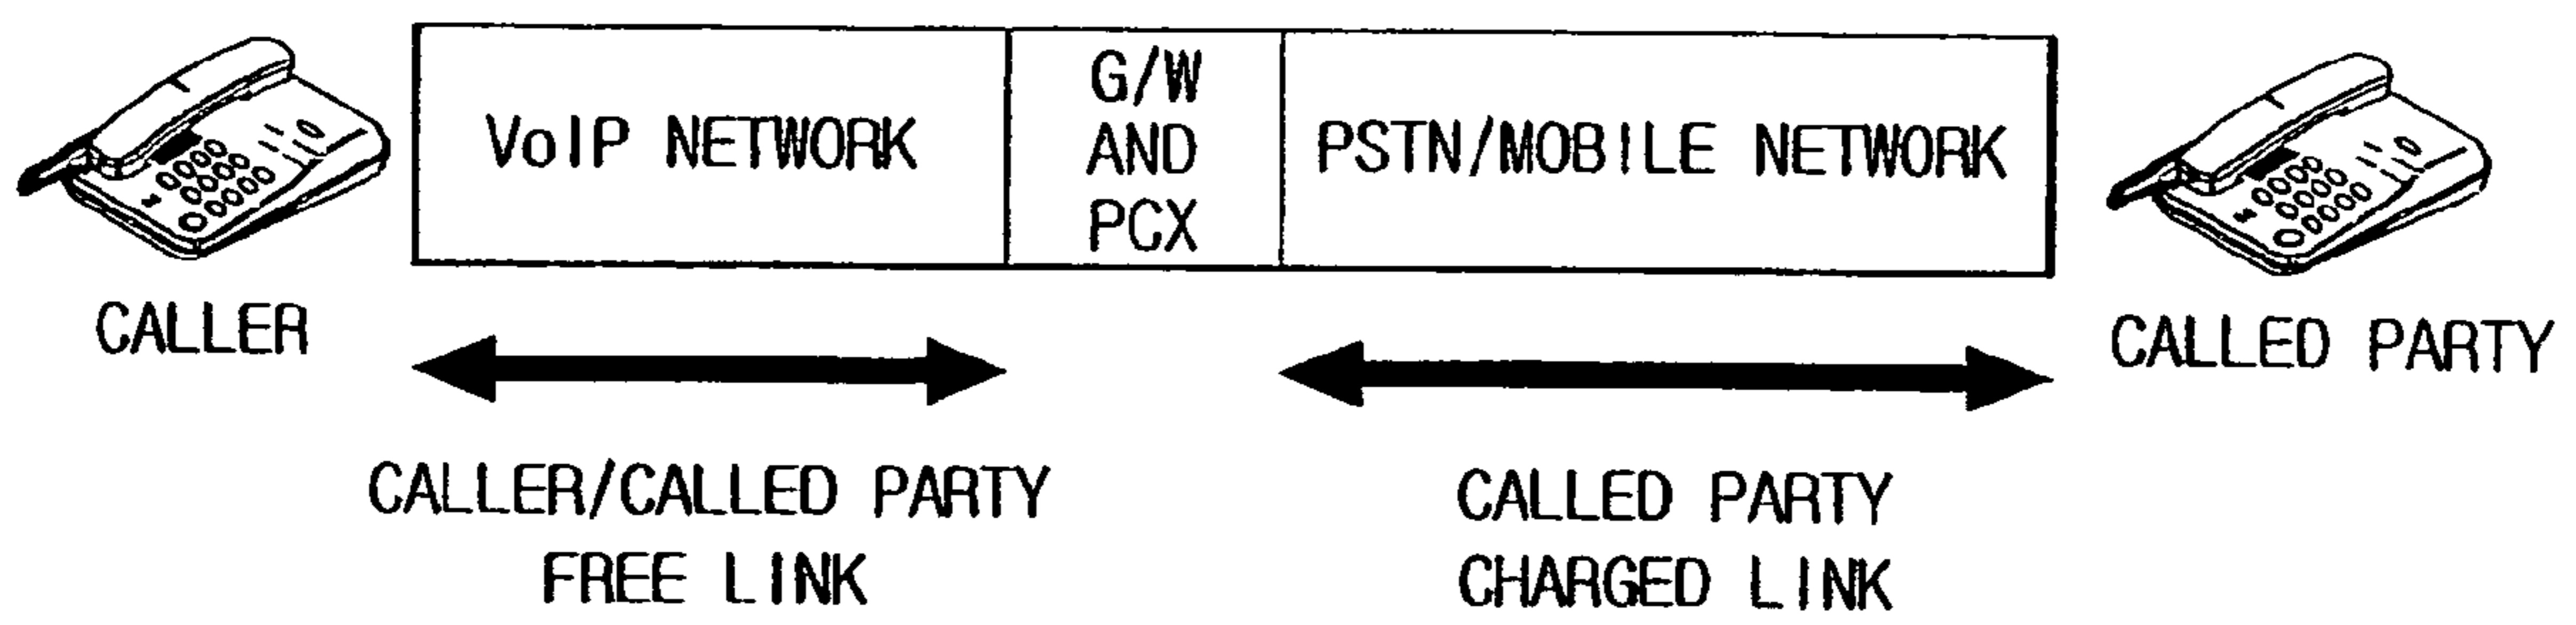 VoIP NETWORK
G/W
AND
PCX
PSTN/MOBILE NETWORK
CALLER
CALLED PARTY
CALLER/CALLED PARTY
FREE LINK
CALLED PARTY
CHARGED LINK